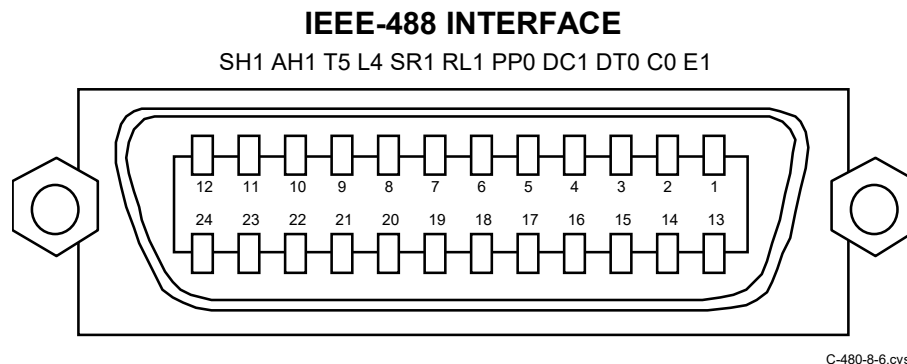 IEEE-488 INTERFACE
SH1 AH1 T5 L4 SR1 RL1 PP0 DC1 DT0 C0 E1
12 11 10 9 8 7 6 5 4 3 2 1
24 23 22 21 20 19 18 17 16 15 14 13
C-480-8-6.cvs